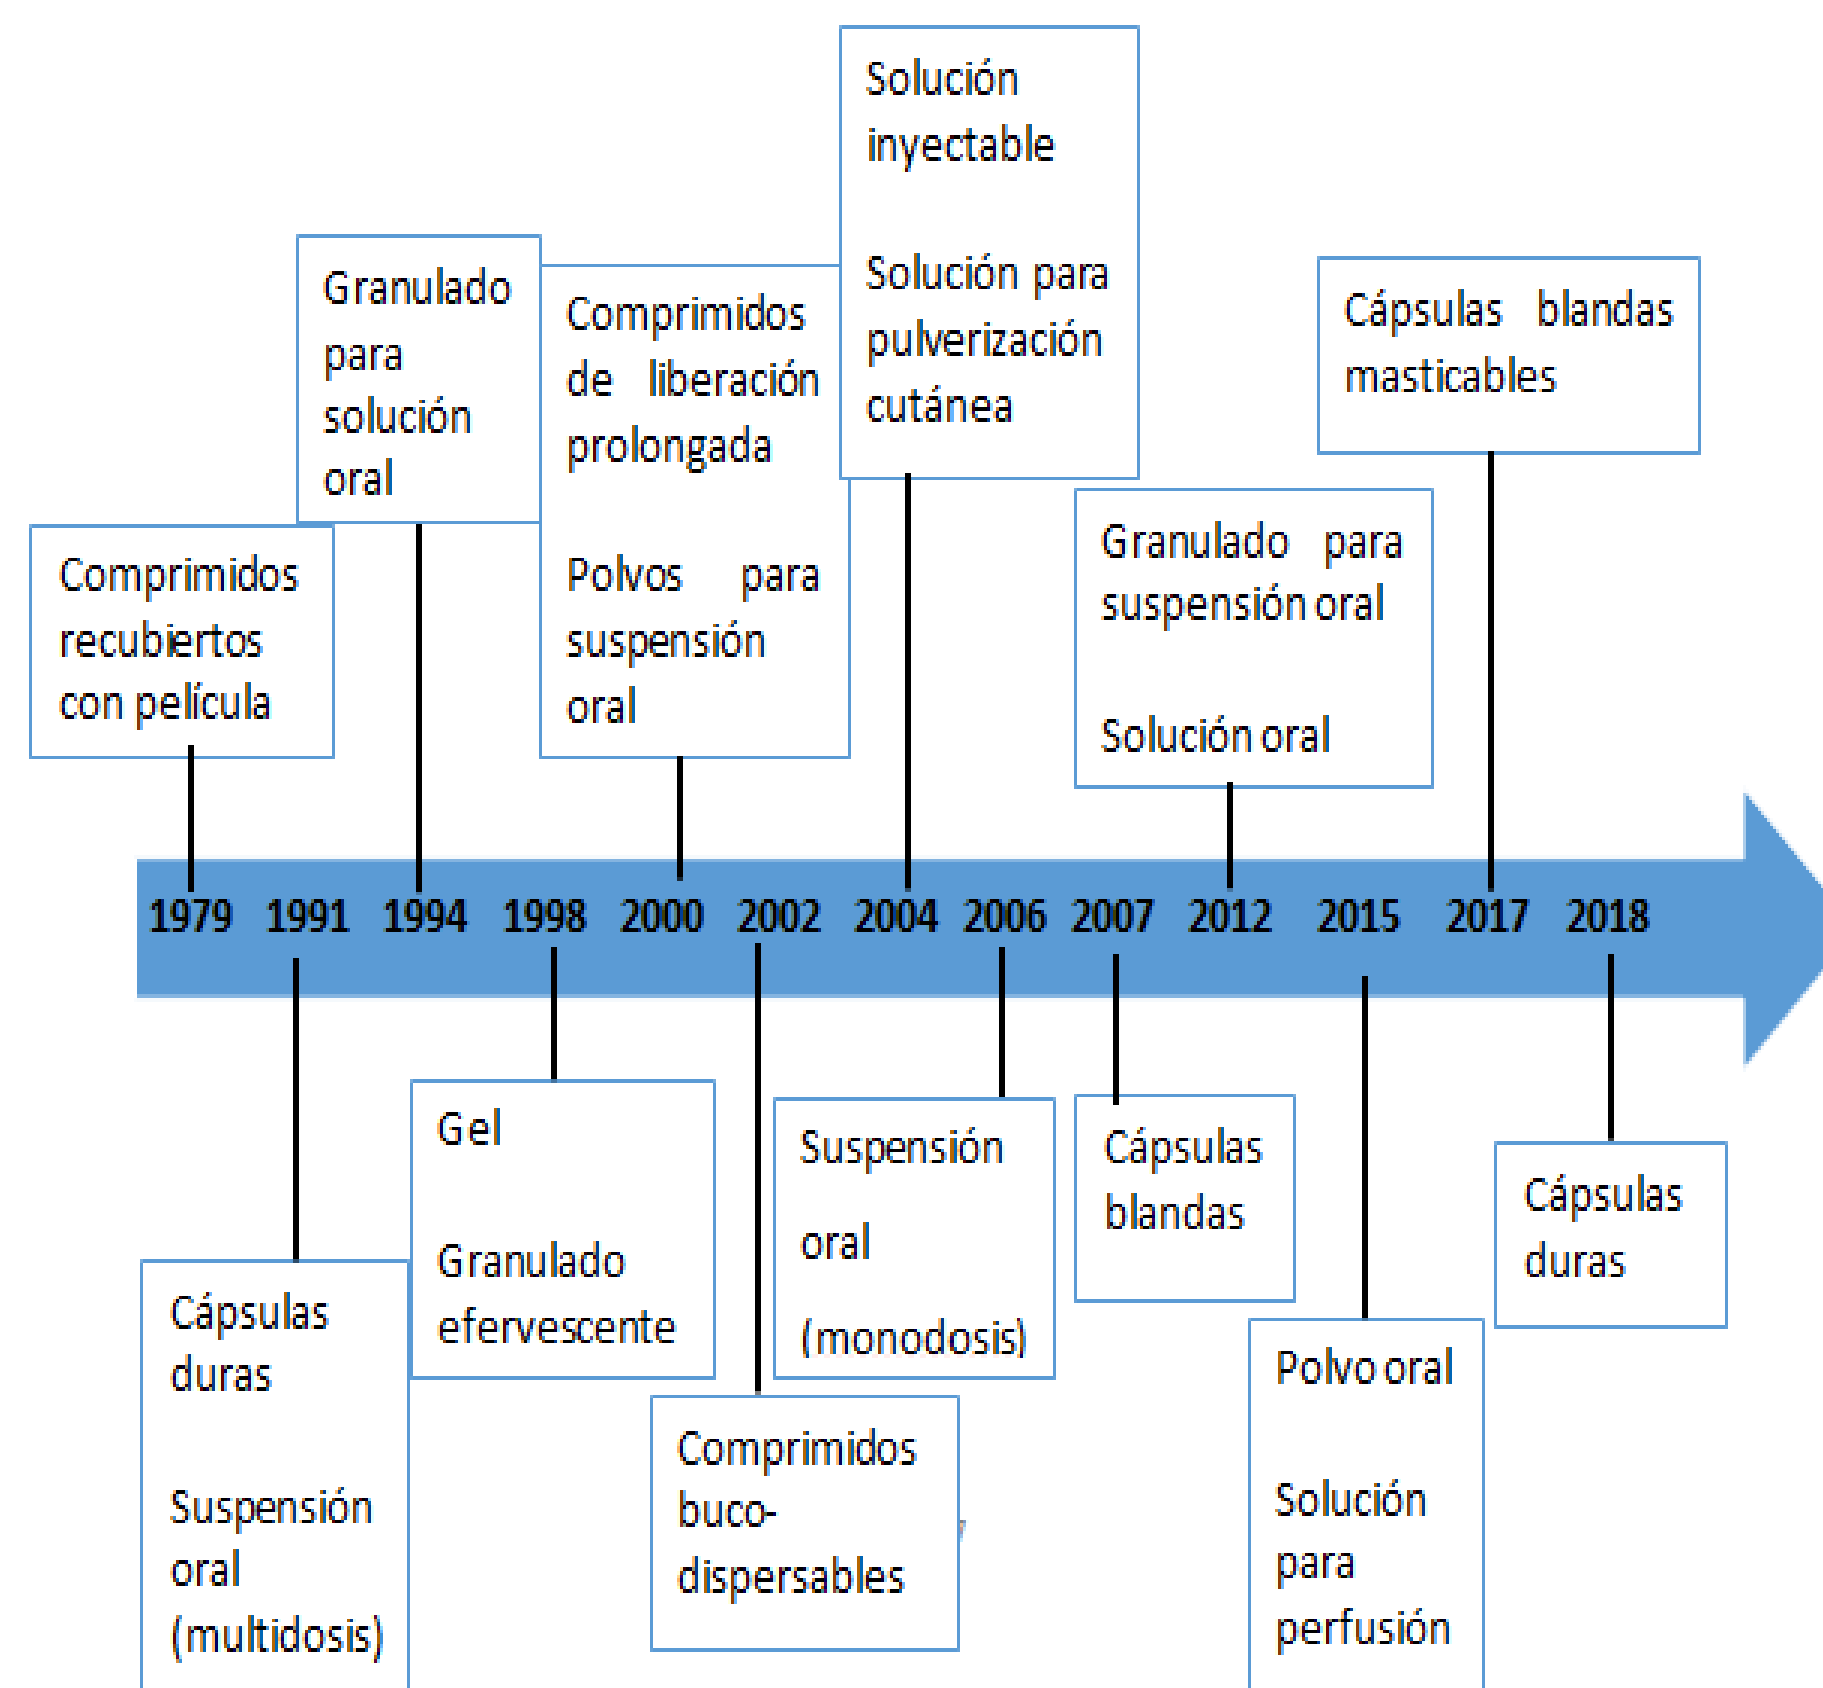 Solución
inyectable
Solución para
pulverización
cutánea
Granulado
para
solución
oral
Comprimidos
de liberación
prolongada
Polvos para
suspensión
oral
Cápsulas blandas
masticables
Comprimidos
recubiertos
con película
Granulado para
suspensión oral
Solución oral
1979 1991 1994 1998 2000 2002 2004 2006 2007 2012 2015 2017 2018
Cápsulas
duras
Suspensión
oral
(multidosis)
Gel
Granulado
efervescente
Comprimidos
buco-
dispersables
Suspensión
oral
(monodosis)
Cápsulas
blandas
Polvo oral
Solución
para
perfusión
Cápsulas
duras